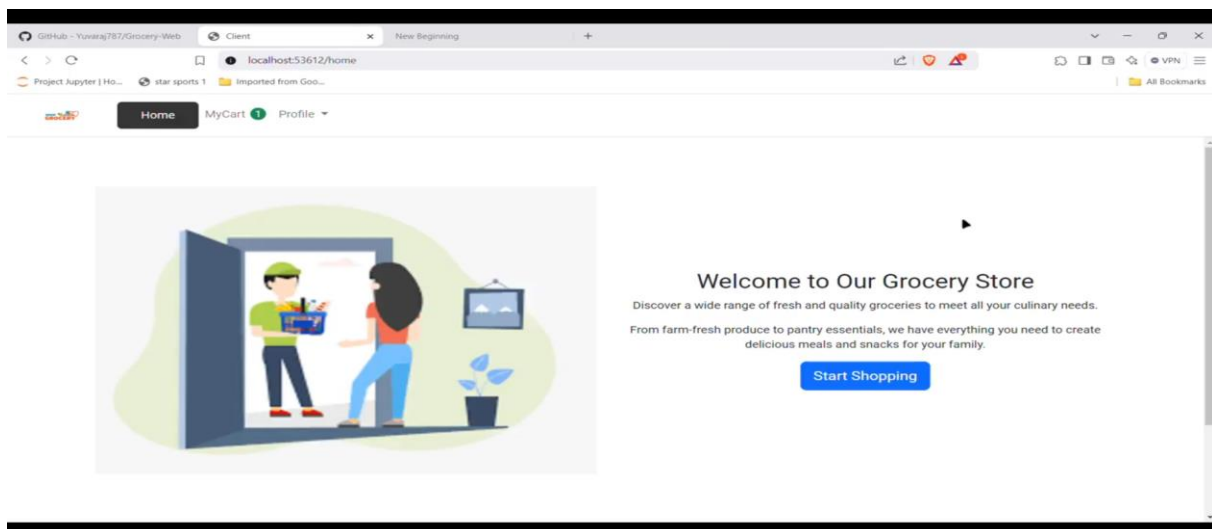 GitHub - Yuvaraj787/Grocery-Web
Client
New Beginning
localhost:53612/home
VPN
Project Jupyter | Ho...
star sports 1
Imported from Goo...
All Bookmarks
GROCERY
Home
MyCart 1
Profile
Welcome to Our Grocery Store
Discover a wide range of fresh and quality groceries to meet all your culinary needs.
From farm-fresh produce to pantry essentials, we have everything you need to create
delicious meals and snacks for your family.
Start Shopping